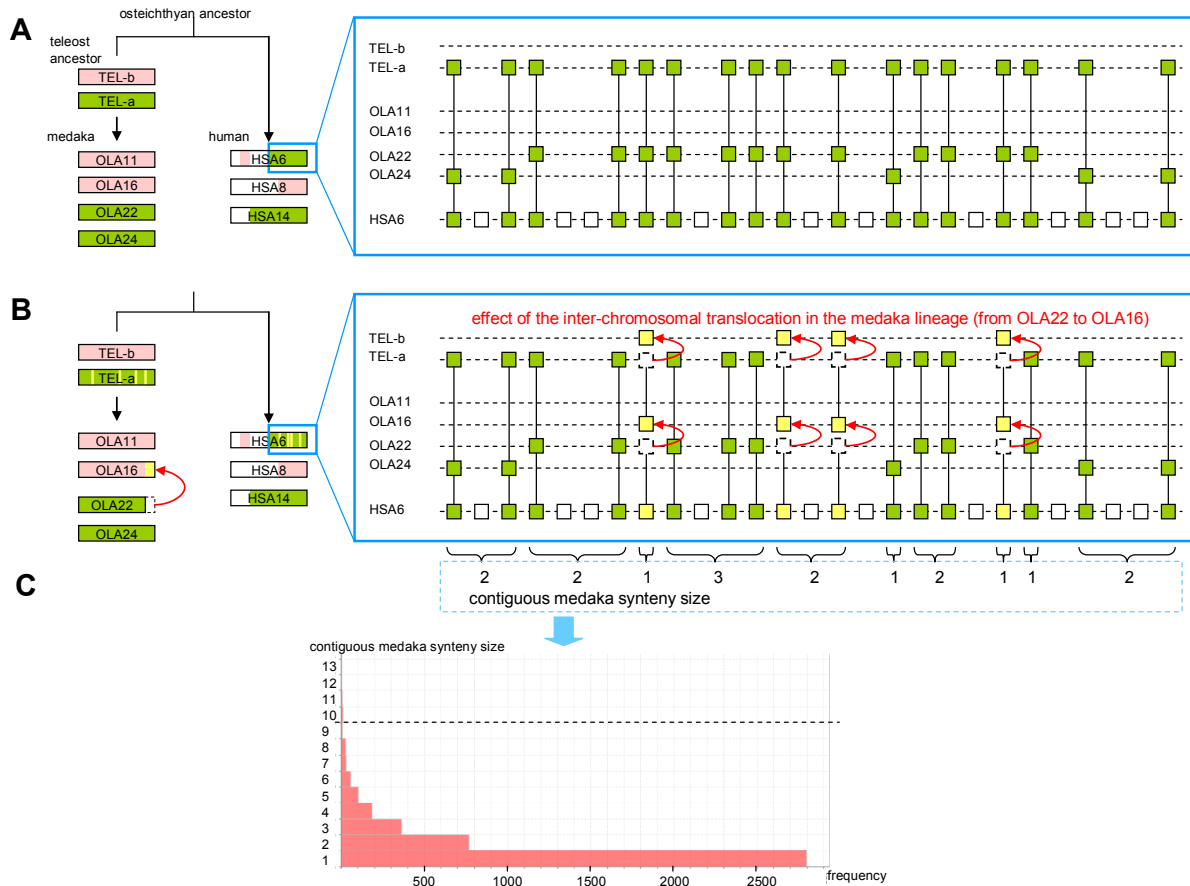 A
osteichthyan ancestor
teleost
ancestor
TEL-b
TEL-a
medaka
human
OLA11
OLA16
OLA22
OLA24
HSA6
HSA8
HSA14
TEL-b
TEL-a
OLA11
OLA16
OLA22
OLA24
HSA6
B
TEL-b
TEL-a
OLA11
OLA16
OLA22
OLA24
HSA6
HSA8
HSA14
effect of the inter-chromosomal translocation in the medaka lineage (from OLA22 to OLA16)
TEL-b
TEL-a
OLA11
OLA16
OLA22
OLA24
HSA6
C
2 2 1 3 2 1 2 1 1 2
contiguous medaka synteny size
contiguous medaka synteny size
13
12
11
10
9
8
7
6
5
4
3
2
1
500 1000 1500 2000 2500 frequency